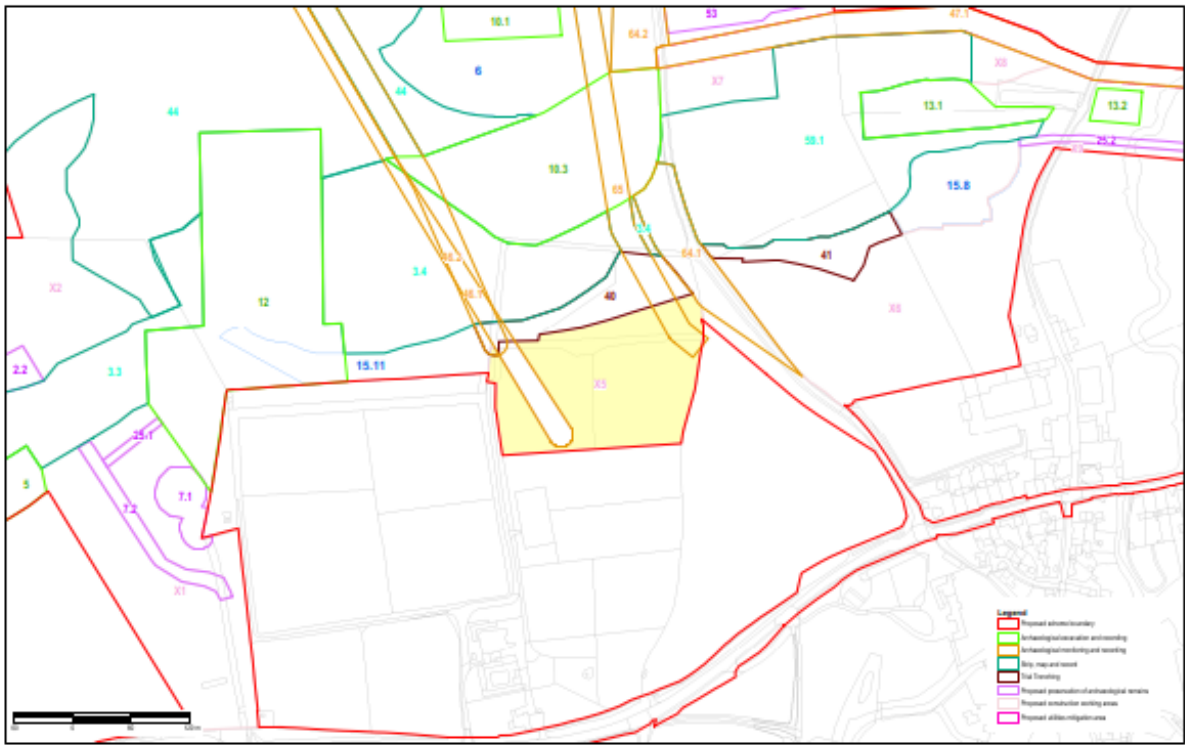 53
47.1
10.1
64.2
6
X7
X8
44
44
13.1
13.2
59.1
25.2
10.3
15.8
65
3.4
64.1
41
46.2
3.4
46.1
40
X2
12
X6
2.2
3.3
15.11
X5
25.1
5
7.1
7.2
X1
Legend
Proposed scheme boundary
Archaeological excavation and recording
Archaeological monitoring and recording
Strip, map and record
Trial Trenching
Proposed preservation of archaeological remains
Proposed construction working areas
Proposed utilities mitigation area